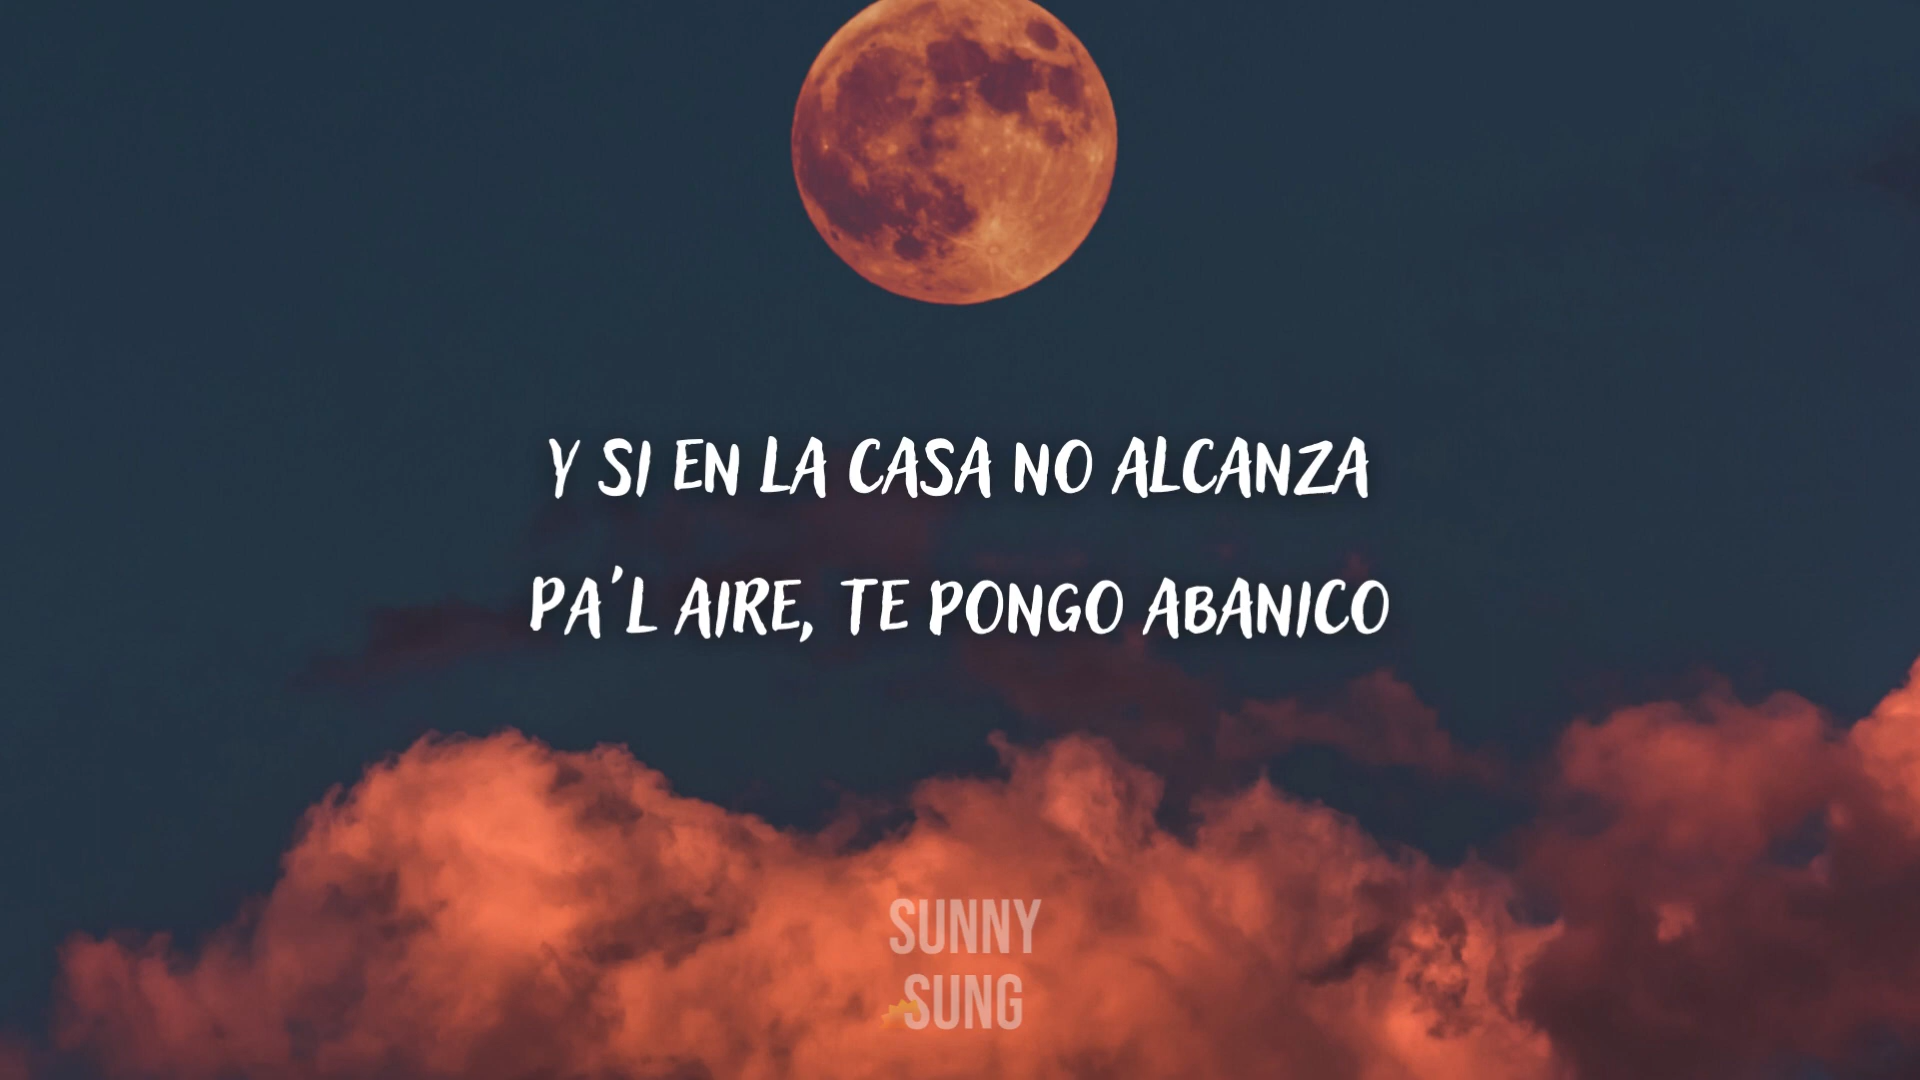 Y SI EN LA CASA NO ALCANZA
PA'L AIRE, TE PONGO ABANICO
SUNNY
SUNG